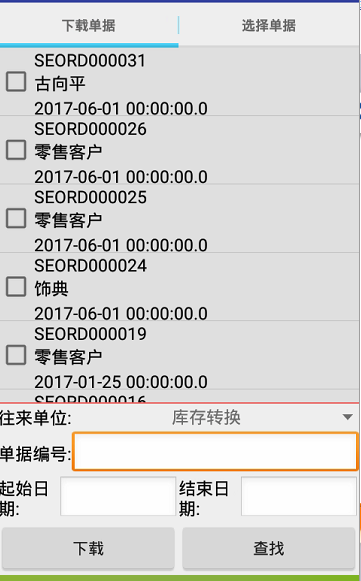 下载单据 选择单据
SEORD000031
古向平
2017-06-01 00:00:00.0
SEORD000026
零售客户
2017-06-01 00:00:00.0
SEORD000025
零售客户
2017-06-01 00:00:00.0
SEORD000024
饰典
2017-06-01 00:00:00.0
SEORD000019
零售客户
2017-01-25 00:00:00.0
SEORD000016
往来单位: 库存转换
单据编号:
起始日期: 结束日期:
下载 查找